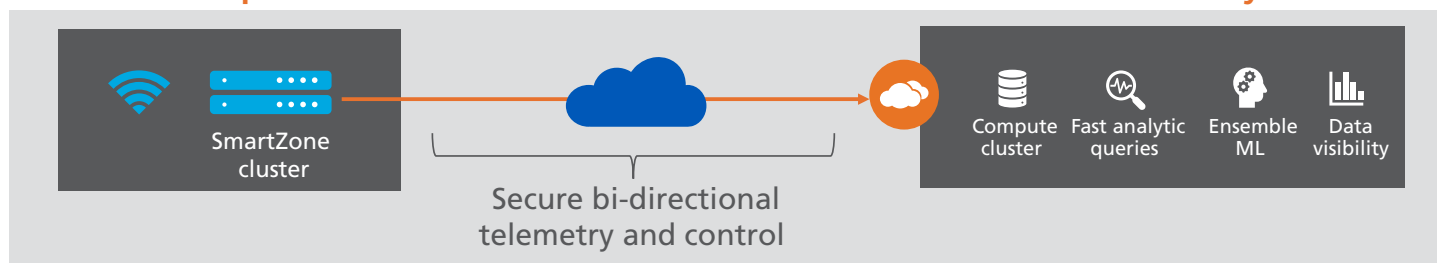 SmartZone
cluster
Secure bi-directional
telemetry and control
Compute
cluster
Fast analytic
queries
Ensemble
ML
Data
visibility